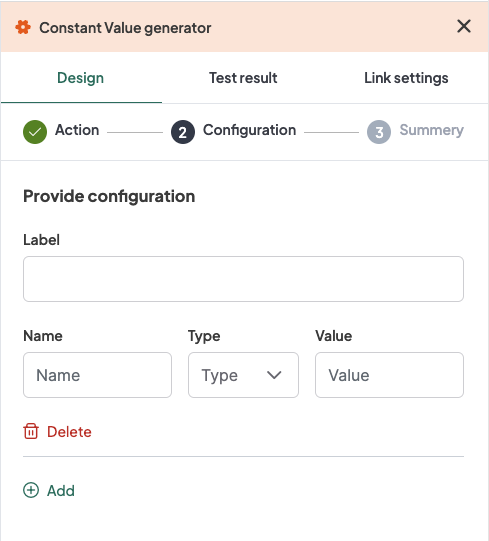 Constant Value generator
Design Test result Link settings
Action 2 Configuration 3 Summery
Provide configuration
Label
Name Type Value
Name Type Value
Delete
Add